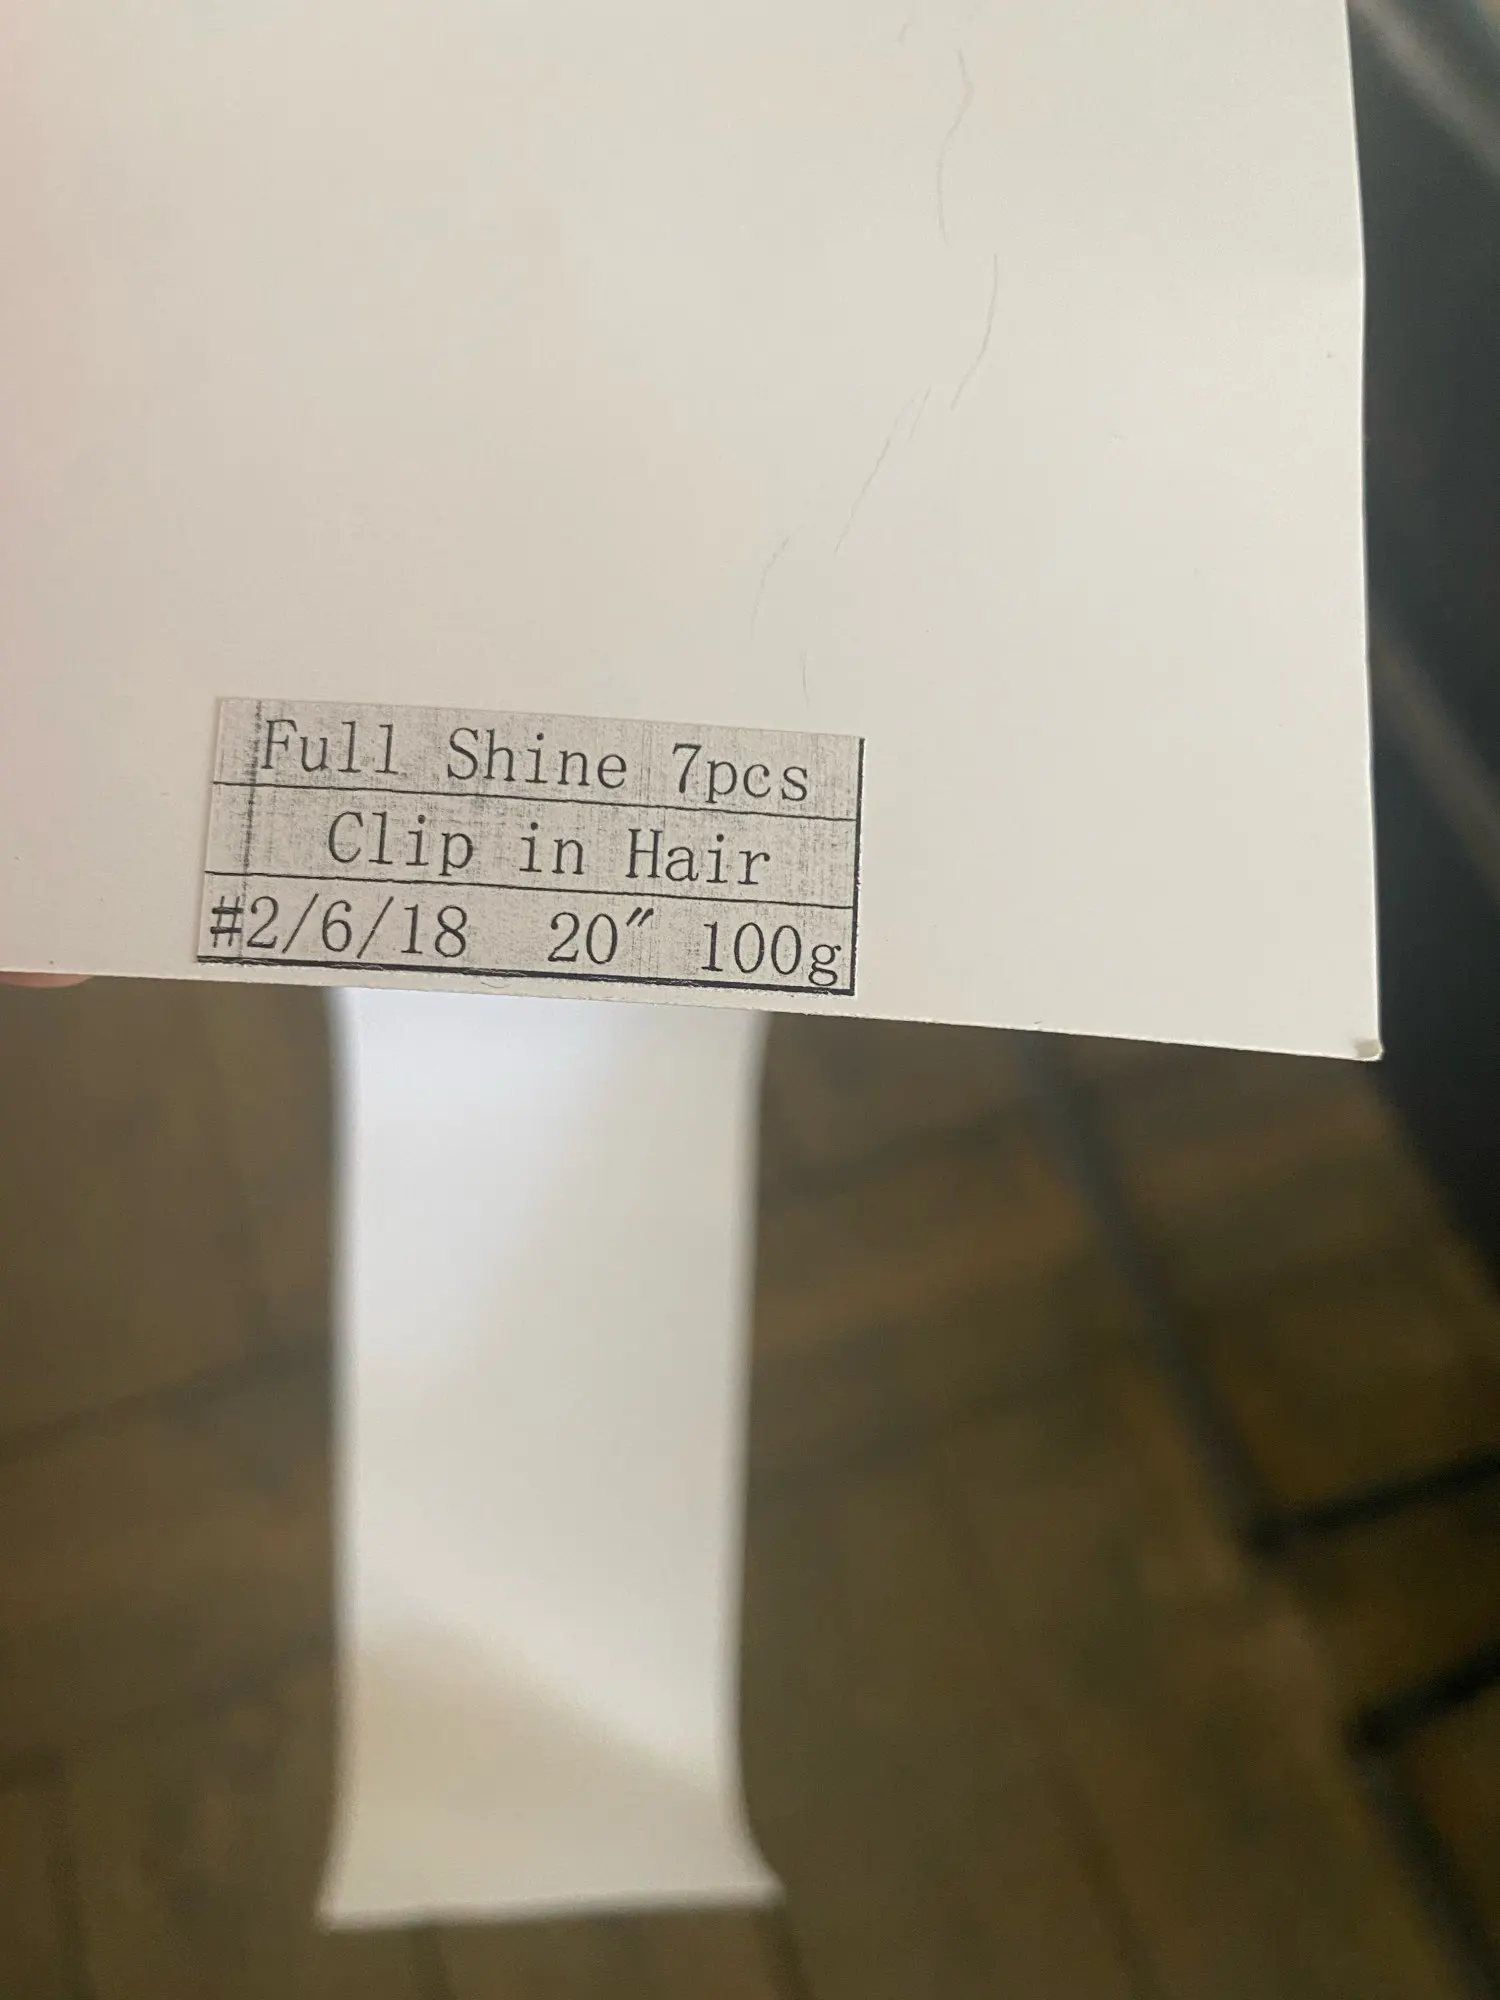 Full Shine 7pcs
Clip in Hair
#2/6/18 20" 100g